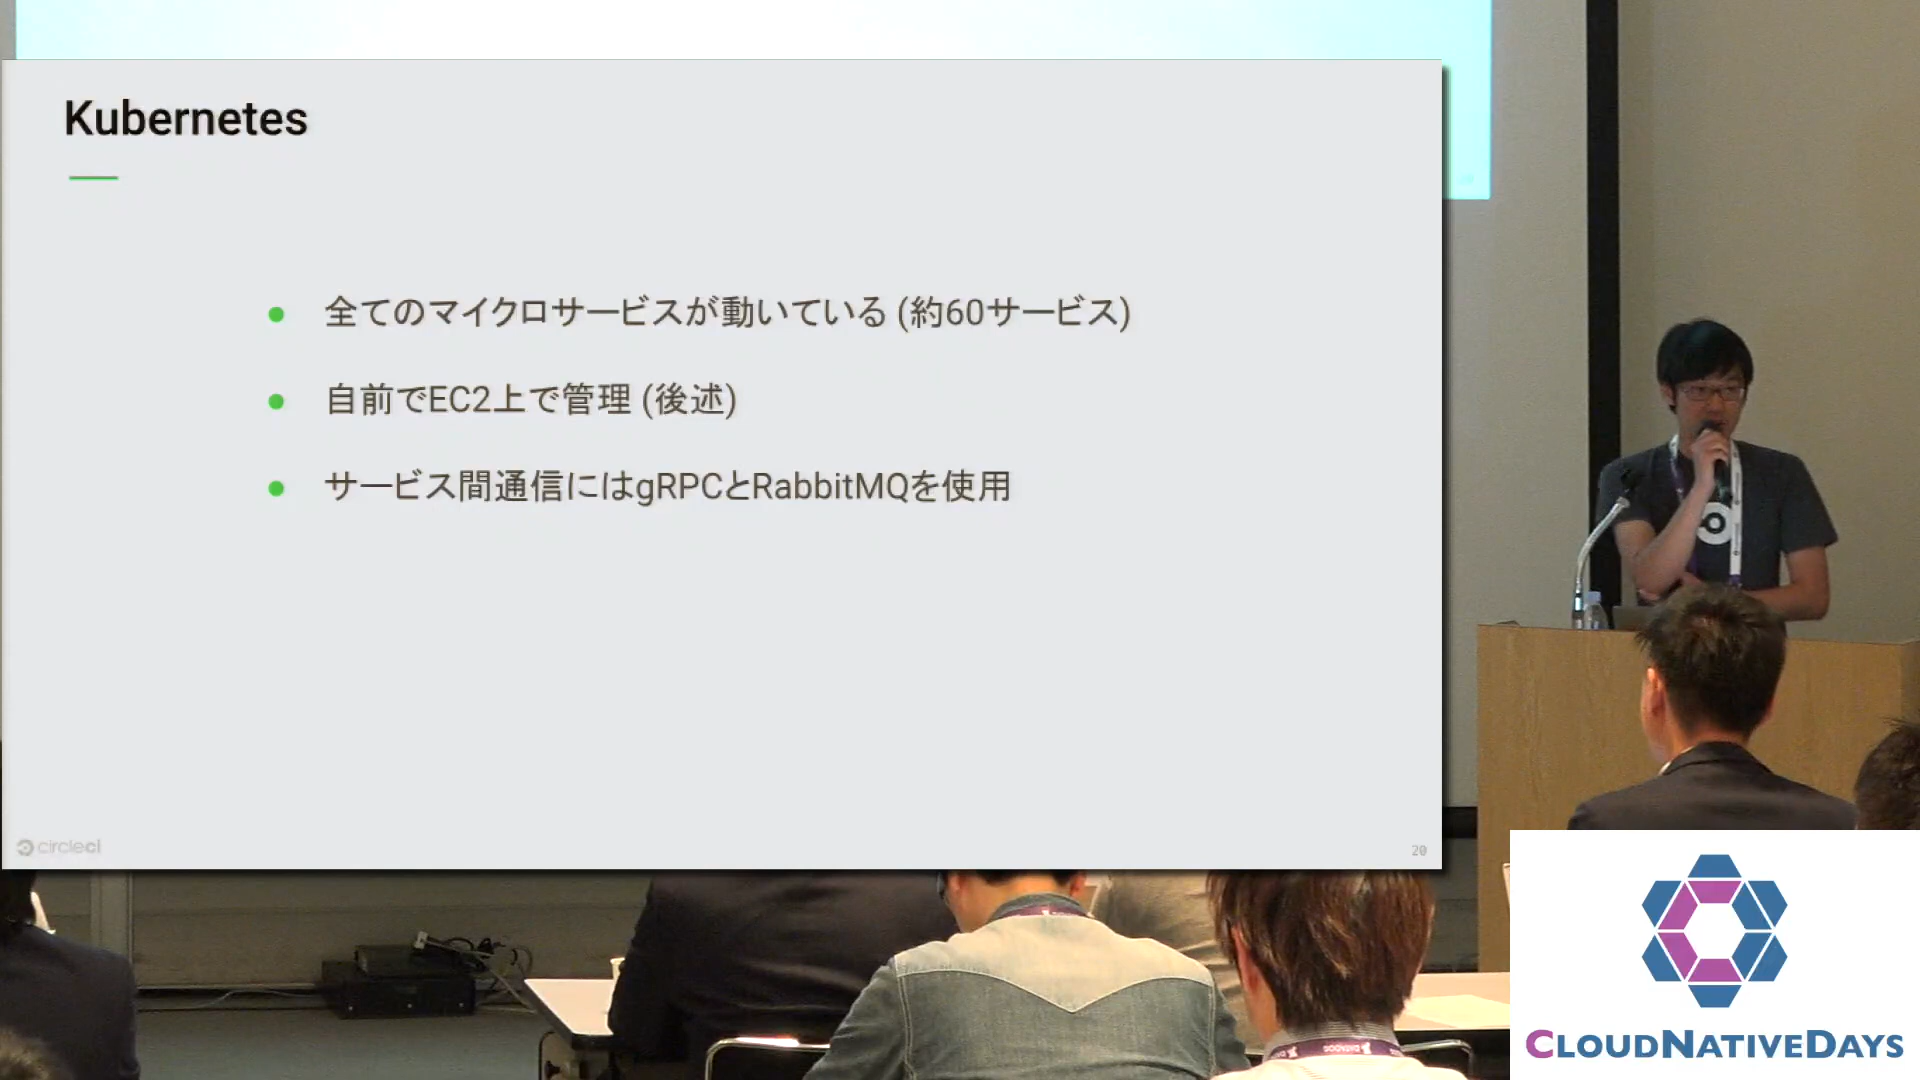 Kubernetes
全てのマイクロサービスが動いている (約60サービス)
自前でEC2上で管理 (後述)
サービス間通信にはgRPCとRabbitMQを使用
circleci
20
CLOUDNATIVEDAYS
DATADOG